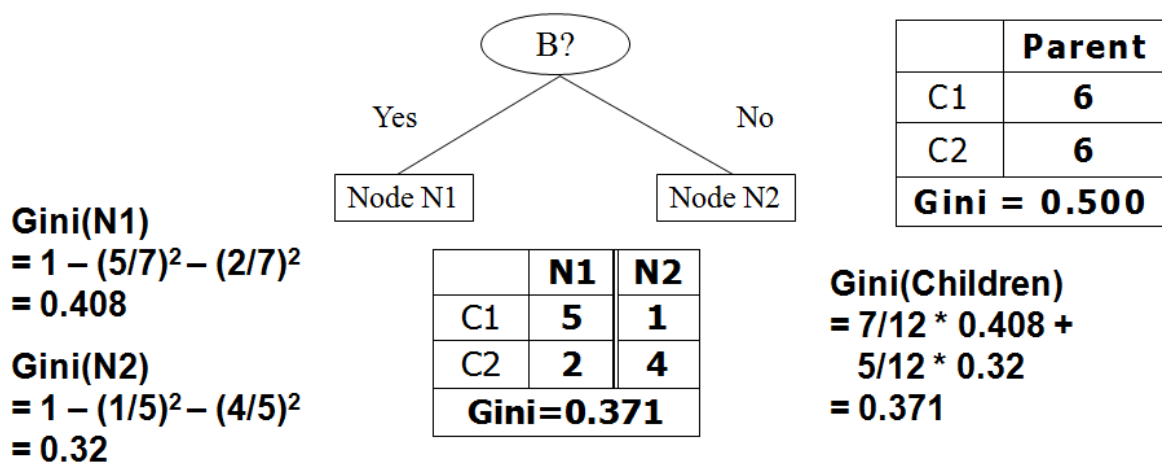 B?
Yes
No
Node N1
Node N2
Parent
C1 6
C2 6
Gini = 0.500
Gini(N1)
= 1 – (5/7)² – (2/7)²
= 0.408
Gini(N2)
= 1 – (1/5)² – (4/5)²
= 0.32
N1 N2
C1 5 1
C2 2 4
Gini=0.371
Gini(Children)
= 7/12 * 0.408 +
5/12 * 0.32
= 0.371